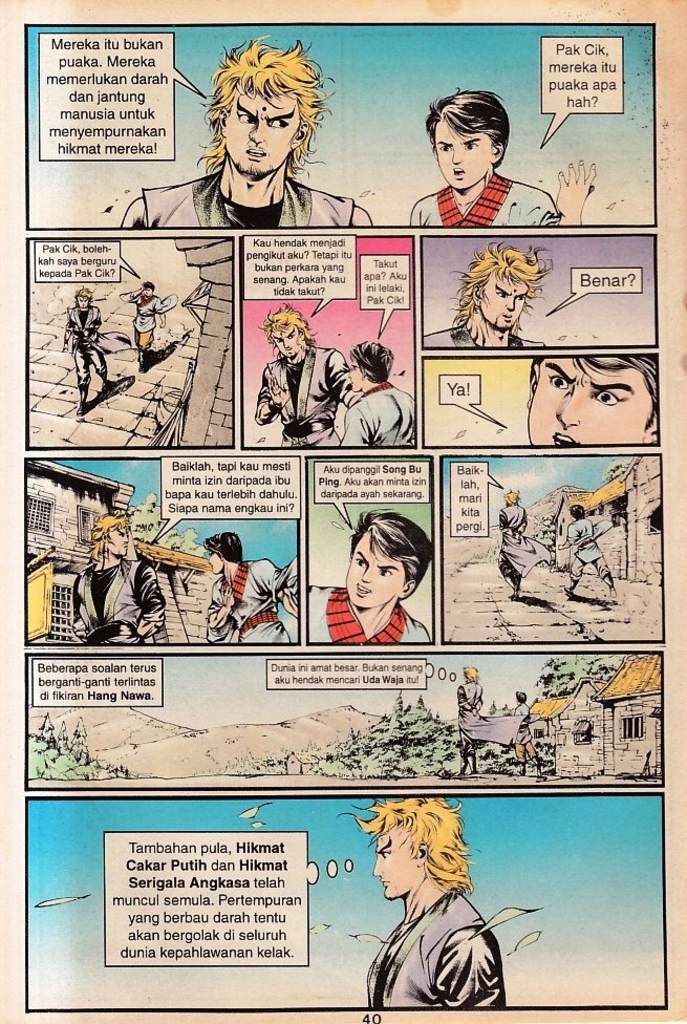 Pak Cik,
mereka itu
puaka apa
hah?
Mereka itu bukan
puaka. Mereka
memerlukan darah
dan jantung
manusia untuk
menyempurnakan
hikmat mereka!
Pak Cik, boleh-
kah saya berguru
kepada Pak Cik?
Kau hendak menjadi
pengikut aku? Tetapi itu
bukan perkara yang
senang. Apakah kau
tidak takut?
Takut
apa? Aku
ini lelaki,
Pak Cik!
Benar?
Ya!
Baiklah, tapi kau mesti
minta izin daripada ibu
bapa kau terlebih dahulu.
Siapa nama engkau ini?
Aku dipanggil Song Bu
Ping. Aku akan minta izin
daripada ayah sekarang.
Baik-
lah,
mari
kita
pergi.
Beberapa soalan terus
berganti-ganti terlintas
di fikiran Hang Nawa.
Dunia ini amat besar. Bukan senang
aku hendak mencari Uda Waja itu!
Tambahan pula, Hikmat
Cakar Putih dan Hikmat
Serigala Angkasa telah
muncul semula. Pertempuran
yang berbau darah tentu
akan bergolak di seluruh
dunia kepahlawanan kelak.
40